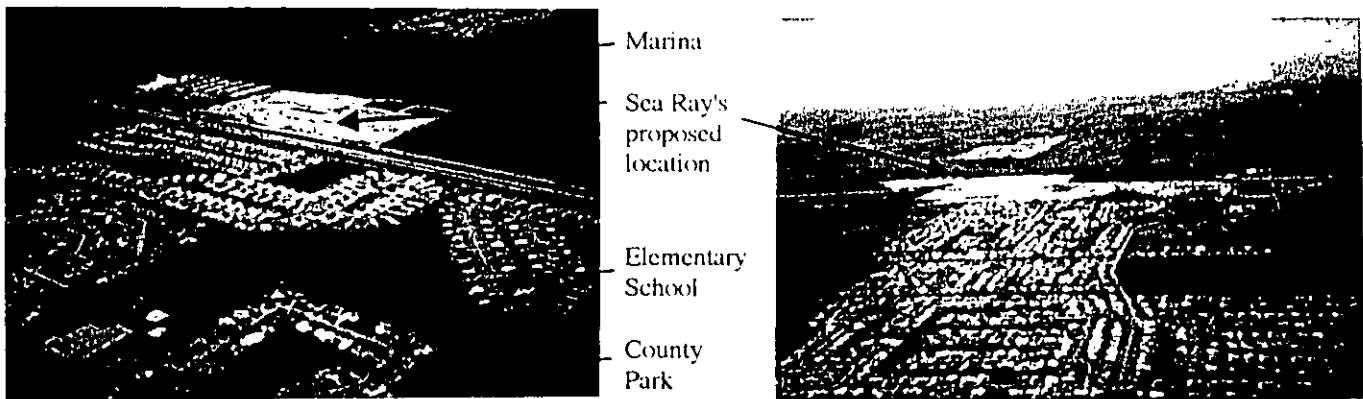 Marina
Sea Ray's
proposed
location
Elementary
School
County
Park